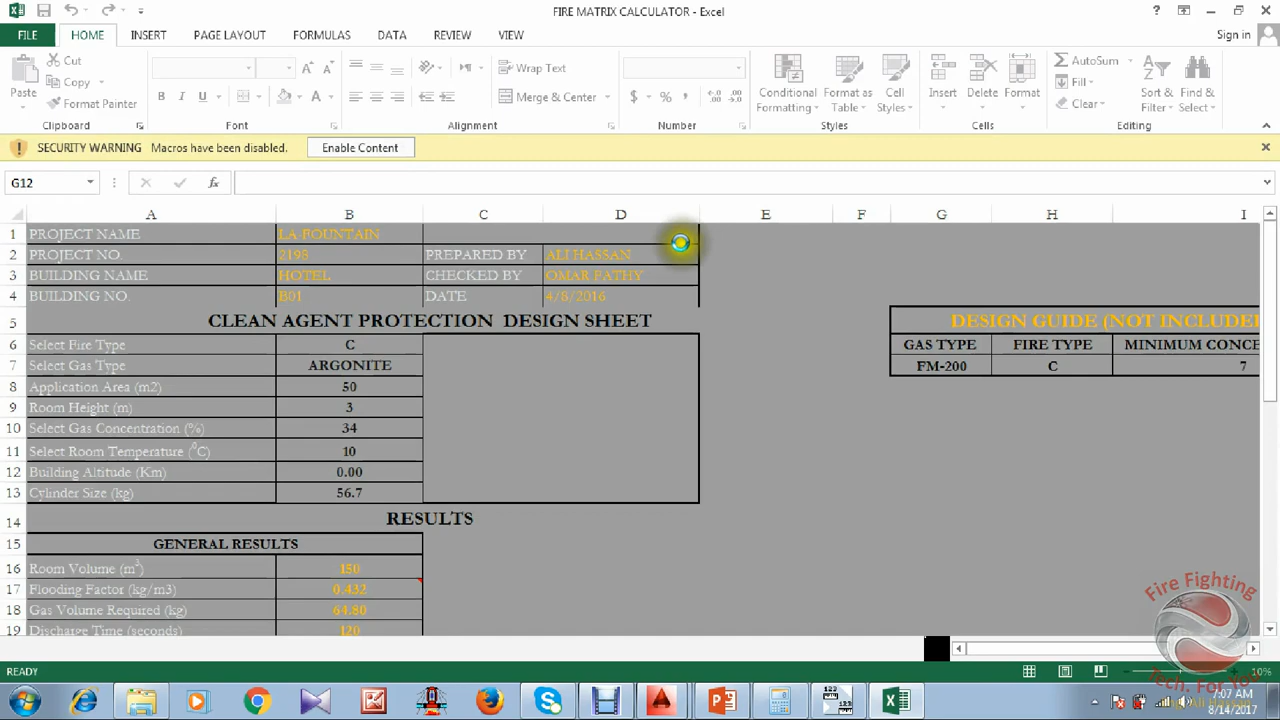 FIRE MATRIX CALCULATOR - Excel
FILE HOME INSERT PAGE LAYOUT FORMULAS DATA REVIEW VIEW Sign in
Cut
Copy
Format Painter
Paste
Clipboard
B I U
Font
Wrap Text
Merge & Center
Alignment
$ % ,
Number
Conditional Formatting
Format as Table
Cell Styles
Styles
Insert Delete Format
Cells
AutoSum
Fill
Clear
Sort & Filter
Find & Select
Editing
SECURITY WARNING Macros have been disabled. Enable Content
G12 fx
A B C D E F G H I
1 PROJECT NAME LA FOUNTAIN
2 PROJECT NO. 2198 PREPARED BY ALI HASSAN
3 BUILDING NAME HOTEL CHECKED BY OMAR FATHY
4 BUILDING NO. B01 DATE 4/8/2016
5 CLEAN AGENT PROTECTION DESIGN SHEET DESIGN GUIDE (NOT INCLUDE
6 Select Fire Type C GAS TYPE FIRE TYPE MINIMUM CONCE
7 Select Gas Type ARGONITE FM-200 C 7
8 Application Area (m2) 50
9 Room Height (m) 3
10 Select Gas Concentration (%) 34
11 Select Room Temperature (⁰C) 10
12 Building Altitude (Km) 0.00
13 Cylinder Size (kg) 56.7
14 RESULTS
15 GENERAL RESULTS
16 Room Volume (m³) 150
17 Flooding Factor (kg/m3) 0.432
18 Gas Volume Required (kg) 64.80
19 Discharge Time (seconds) 120
Fire Fighting
Tech. For You
READY
8/14/2017